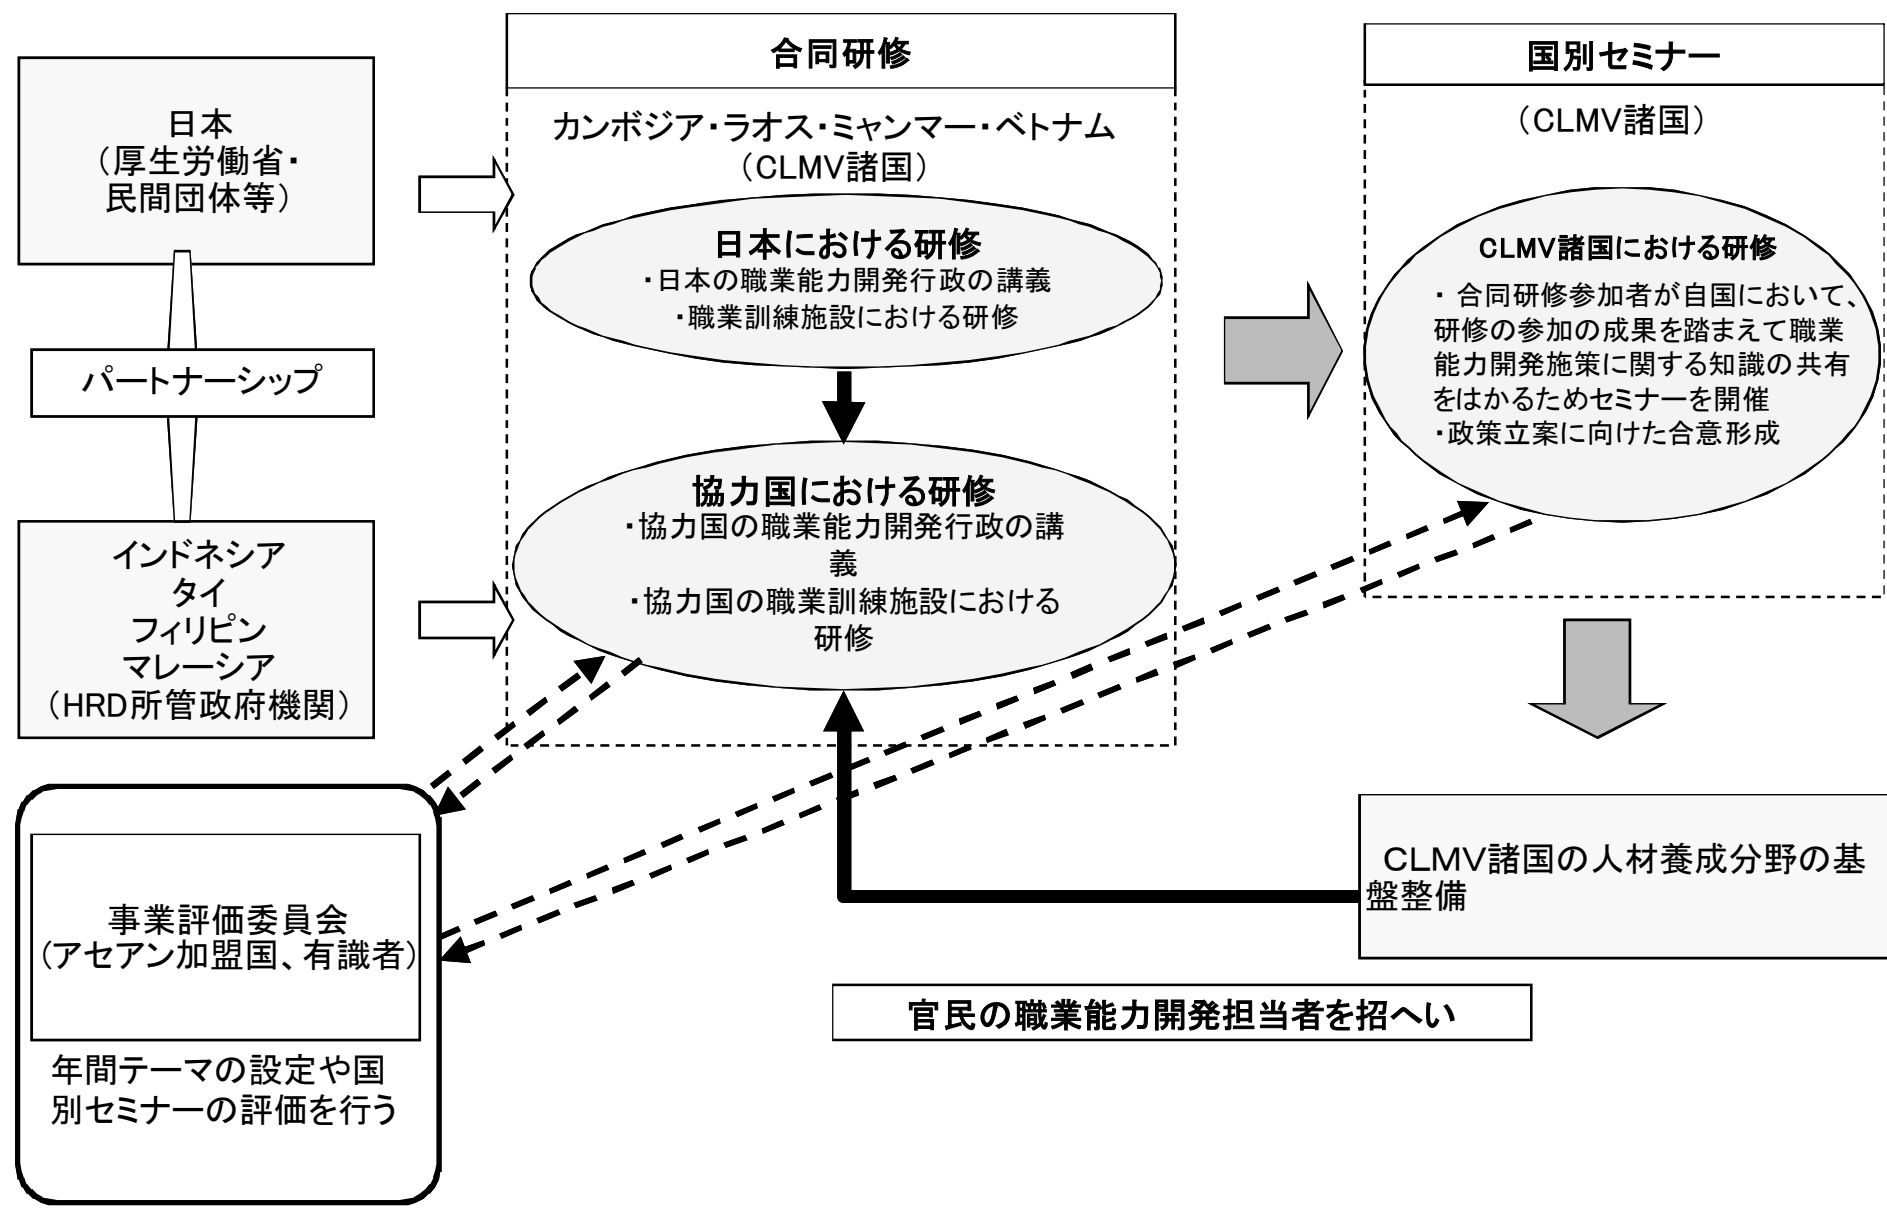 日本
（厚生労働省・
民間団体等）
パートナーシップ
インドネシア
タイ
フィリピン
マレーシア
（HRD所管政府機関）
事業評価委員会
(アセアン加盟国、有識者)
年間テーマの設定や国
別セミナーの評価を行う
合同研修
カンボジア・ラオス・ミャンマー・ベトナム
（CLMV諸国）
日本における研修
・日本の職業能力開発行政の講義
・職業訓練施設における研修
協力国における研修
・協力国の職業能力開発行政の講
義
・協力国の職業訓練施設における
研修
国別セミナー
（CLMV諸国）
CLMV諸国における研修
・ 合同研修参加者が自国において、
研修の参加の成果を踏まえて職業
能力開発施策に関する知識の共有
をはかるためセミナーを開催
・政策立案に向けた合意形成
CLMV諸国の人材養成分野の基
盤整備
官民の職業能力開発担当者を招へい